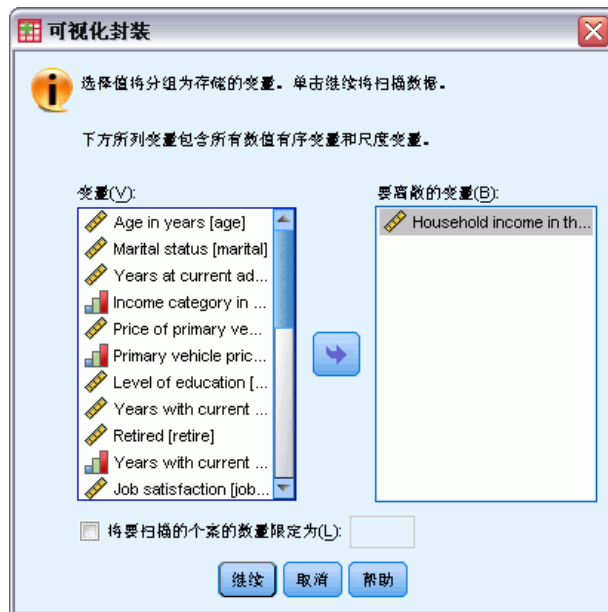 可视化封装
选择值将分组为存储的变量。单击继续将扫描数据。
下方所列变量包含所有数值有序变量和尺度变量。
变量(V):
要离散的变量(B):
Age in years [age]
Marital status [marital]
Years at current ad...
Income category in ...
Price of primary ve...
Primary vehicle pric...
Level of education [...
Years with current ...
Retired [retire]
Years with current ...
Job satisfaction [job...
Household income in th...
将要扫描的个案的数量限定为(L):
继续 取消 帮助